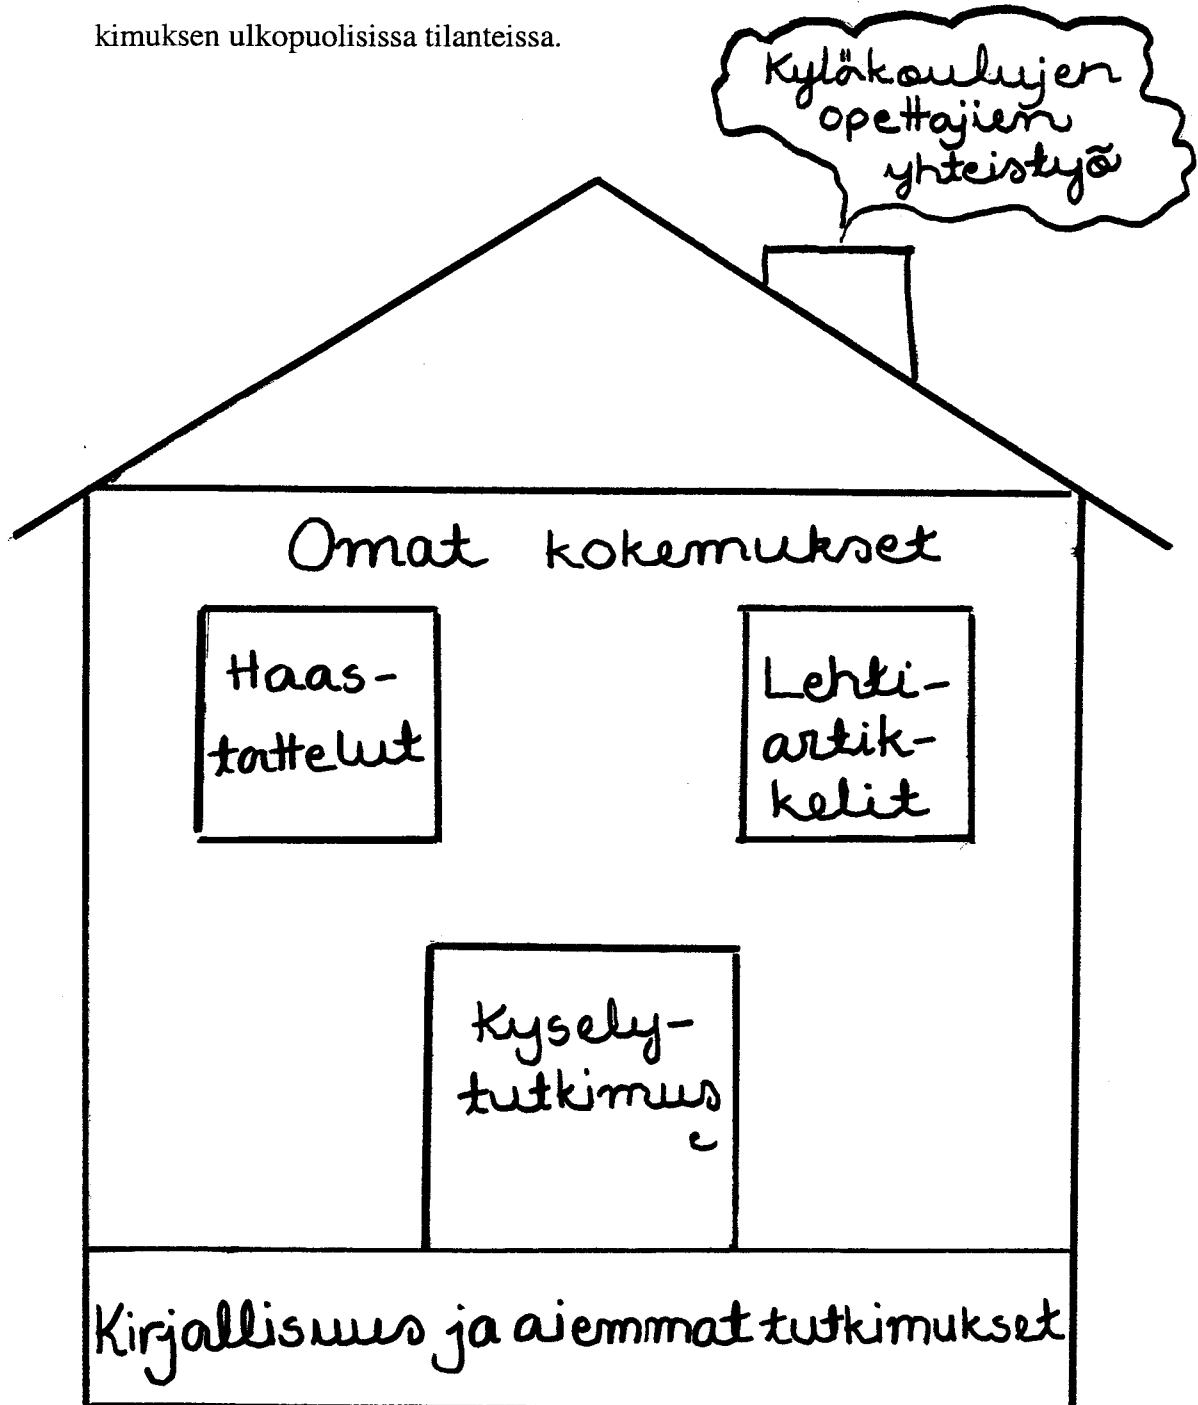 kimuksen ulkopuolisissa tilanteissa.
Kyläkoulujen
opettajien
yhteistyö
Omat kokemukset
Haas-
tattelut
Lehti-
artik-
kelit
Kysely-
tutkimus
Kirjallisuus ja aiemmat tutkimukset